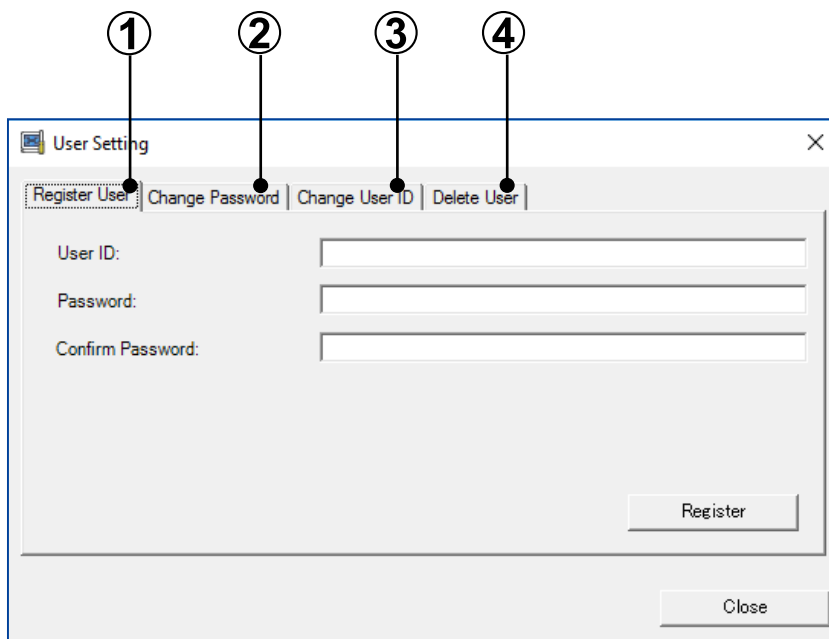 1 2 3 4
User Setting
Register User Change Password Change User ID Delete User
User ID:
Password:
Confirm Password:
Register
Close